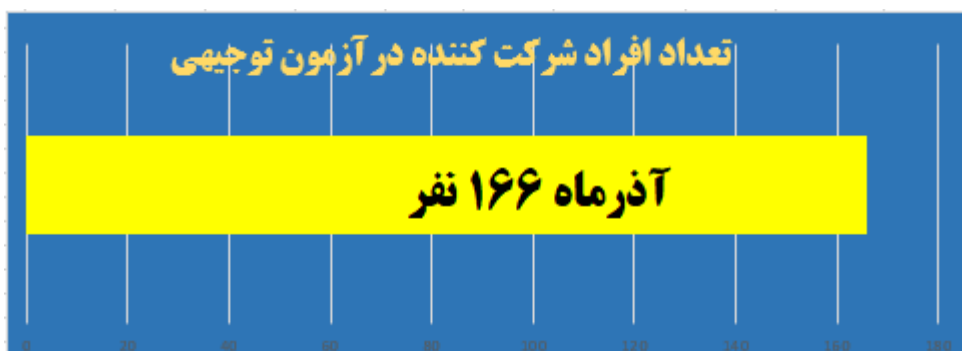 تعداد افراد شرکت کننده در آزمون توجیهی
آذرماه ۱۶۶ نفر
0 20 40 60 80 100 120 140 160 180